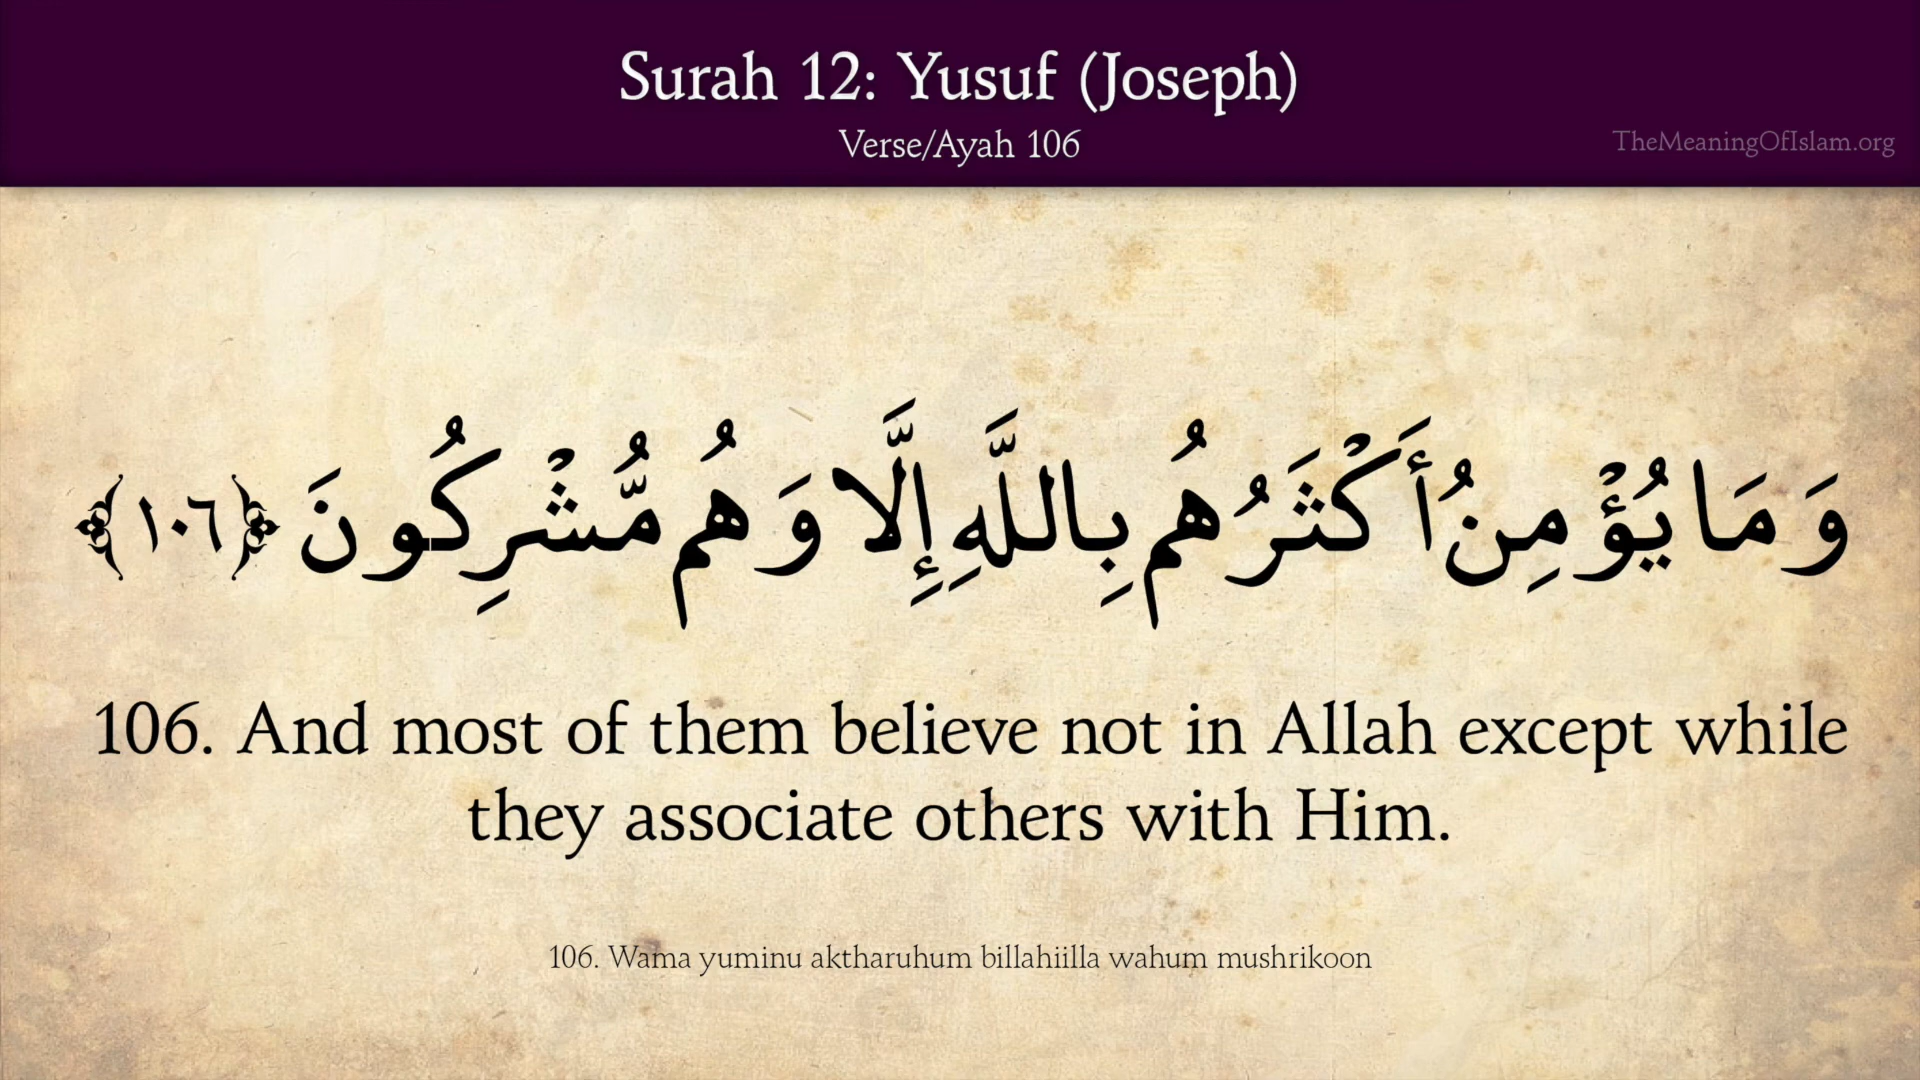 Surah 12: Yusuf (Joseph)
Verse/Ayah 106
TheMeaningOfIslam.org
وَمَا يُؤْمِنُ أَكْثَرُهُم بِاللَّهِ إِلَّا وَهُم مُّشْرِكُونَ ﴿١٠٦﴾
106. And most of them believe not in Allah except while
they associate others with Him.
106. Wama yuminu aktharuhum billahiilla wahum mushrikoon